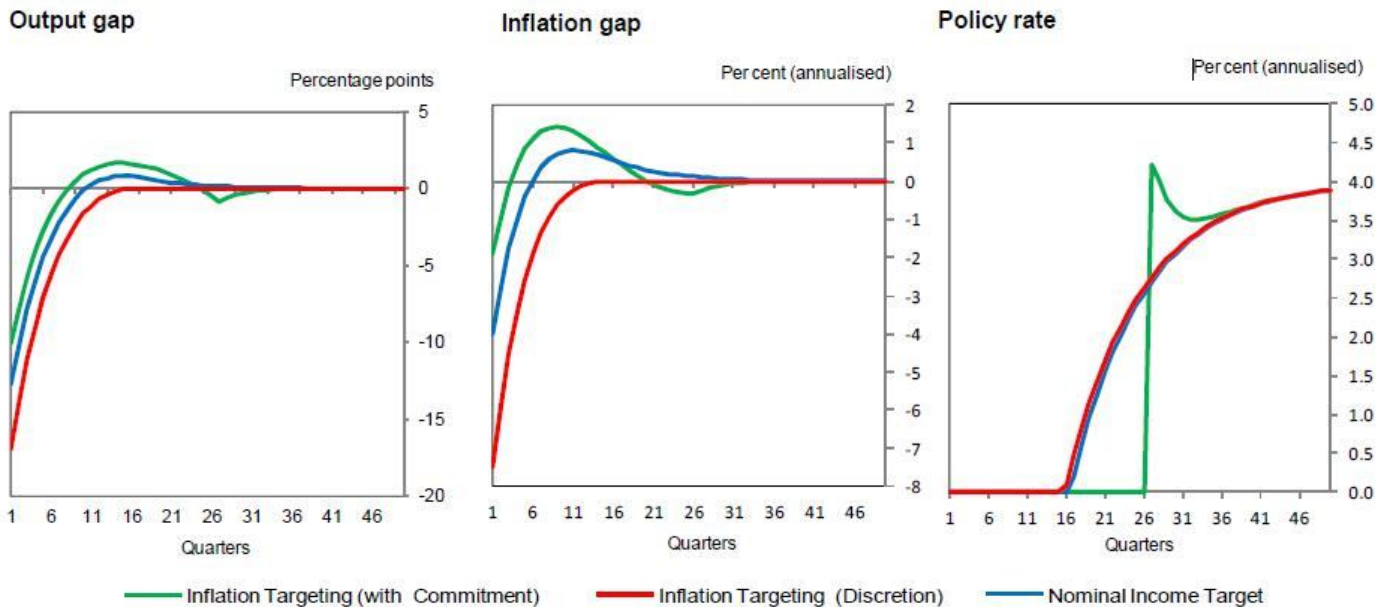 Output gap
Percentage points
5
0
-5
-10
-15
-20
1 6 11 16 21 26 31 36 41 46
Quarters
Inflation gap
Per cent (annualised)
2
1
0
-1
-2
-3
-4
-5
-6
-7
-8
1 6 11 16 21 26 31 36 41 46
Quarters
Policy rate
Per cent (annualised)
5.0
4.5
4.0
3.5
3.0
2.5
2.0
1.5
1.0
0.5
0.0
1 6 11 16 21 26 31 36 41 46
Quarters
Inflation Targeting (with Commitment) Inflation Targeting (Discretion) Nominal Income Target